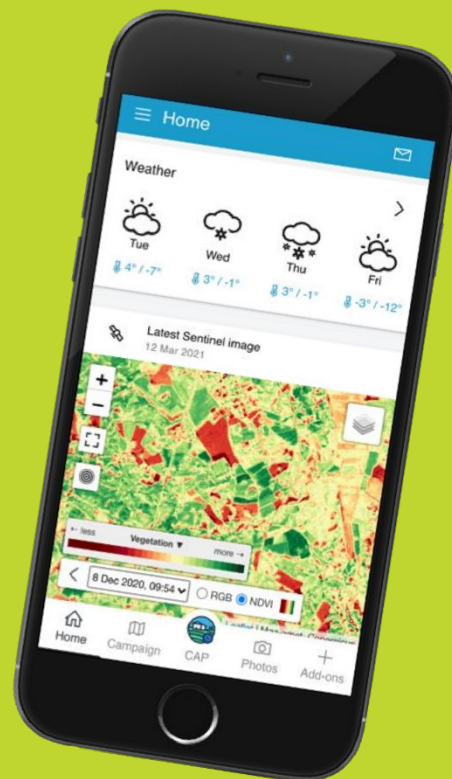 Home
Weather
Tue
Wed
Thu
Fri
4° / -7°
3° / -1°
3° / -1°
-3° / -12°
Latest Sentinel image
12 Mar 2021
+
−
← less
Vegetation ▼
more →
8 Dec 2020, 09:54
RGB
NDVI
Leaflet |
Home
Campaign
CAP
Photos
Add-ons